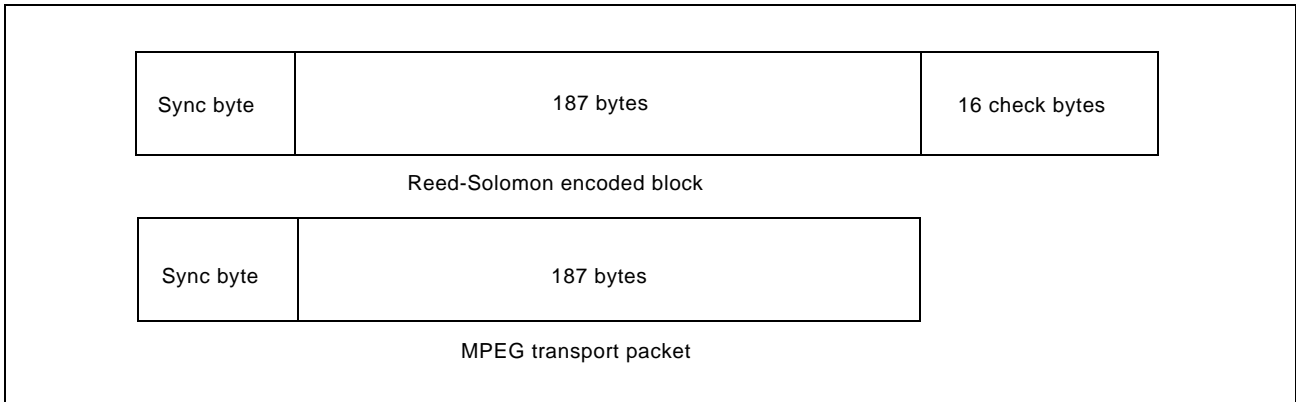 Sync byte 187 bytes 16 check bytes
Reed-Solomon encoded block
Sync byte 187 bytes
MPEG transport packet